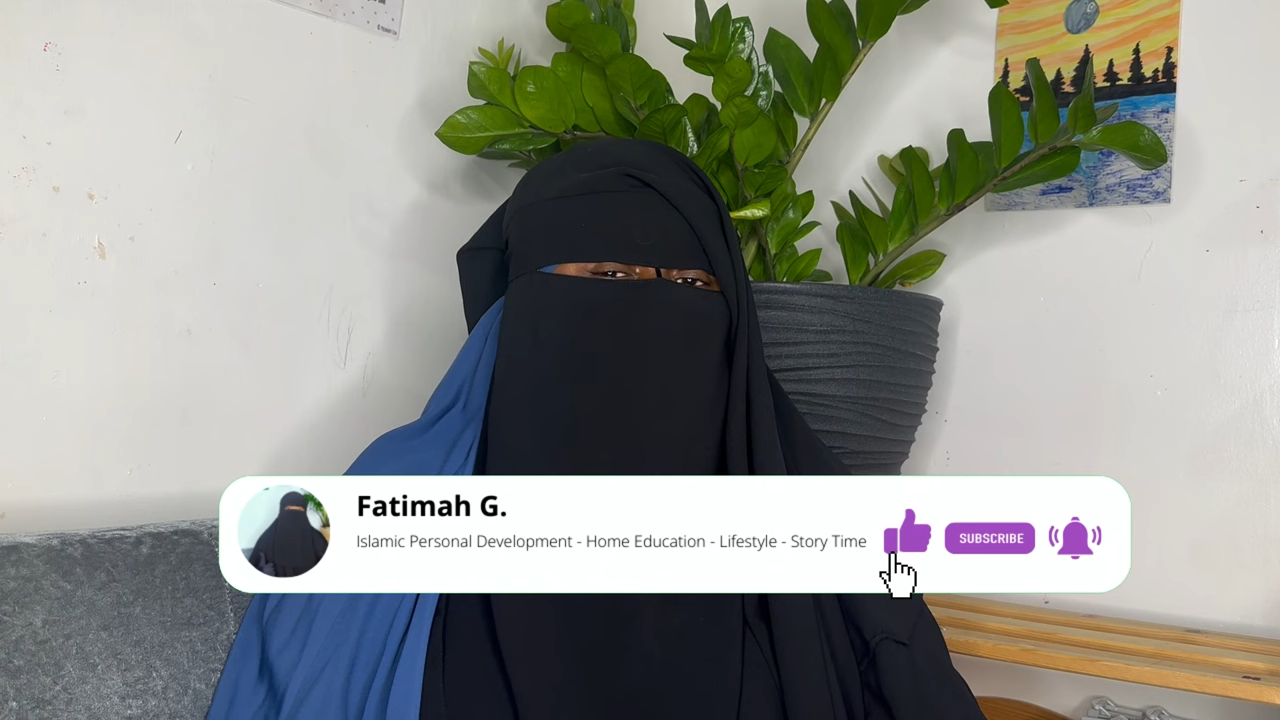 Fatimah G.
Islamic Personal Development - Home Education - Lifestyle - Story Time
SUBSCRIBE